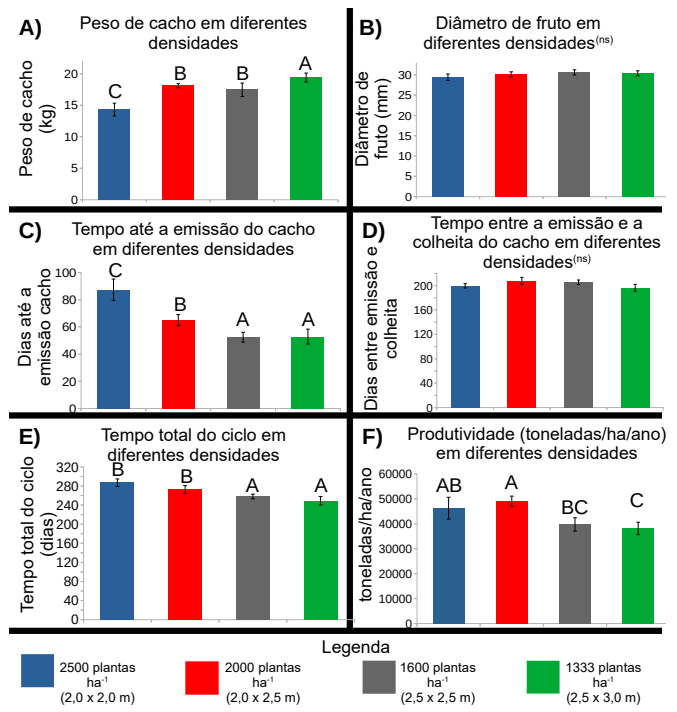 A)
Peso de cacho em diferentes
densidades
Peso de cacho
(kg)
20
15
10
5
0
C
B
B
A
B)
Diâmetro de fruto em
diferentes densidades(ns)
Diâmetro de
fruto (mm)
30
25
20
15
10
5
0
C)
Tempo até a emissão do cacho
em diferentes densidades
Dias até a
emissão cacho
100
80
60
40
20
0
C
B
A
A
D)
Tempo entre a emissão e a
colheita do cacho em diferentes
densidades(ns)
Dias entre emissão e
colheita
200
160
120
80
40
0
E)
Tempo total do ciclo em
diferentes densidades
Tempo total do ciclo
(dias)
320
280
240
200
160
120
80
40
0
B
B
A
A
F)
Produtividade (toneladas/ha/ano)
em diferentes densidades
toneladas/ha/ano
60000
50000
40000
30000
20000
10000
0
AB
A
BC
C
Legenda
2500 plantas
ha-1
(2,0 x 2,0 m)
2000 plantas
ha-1
(2,0 x 2,5 m)
1600 plantas
ha-1
(2,5 x 2,5 m)
1333 plantas
ha-1
(2,5 x 3,0 m)